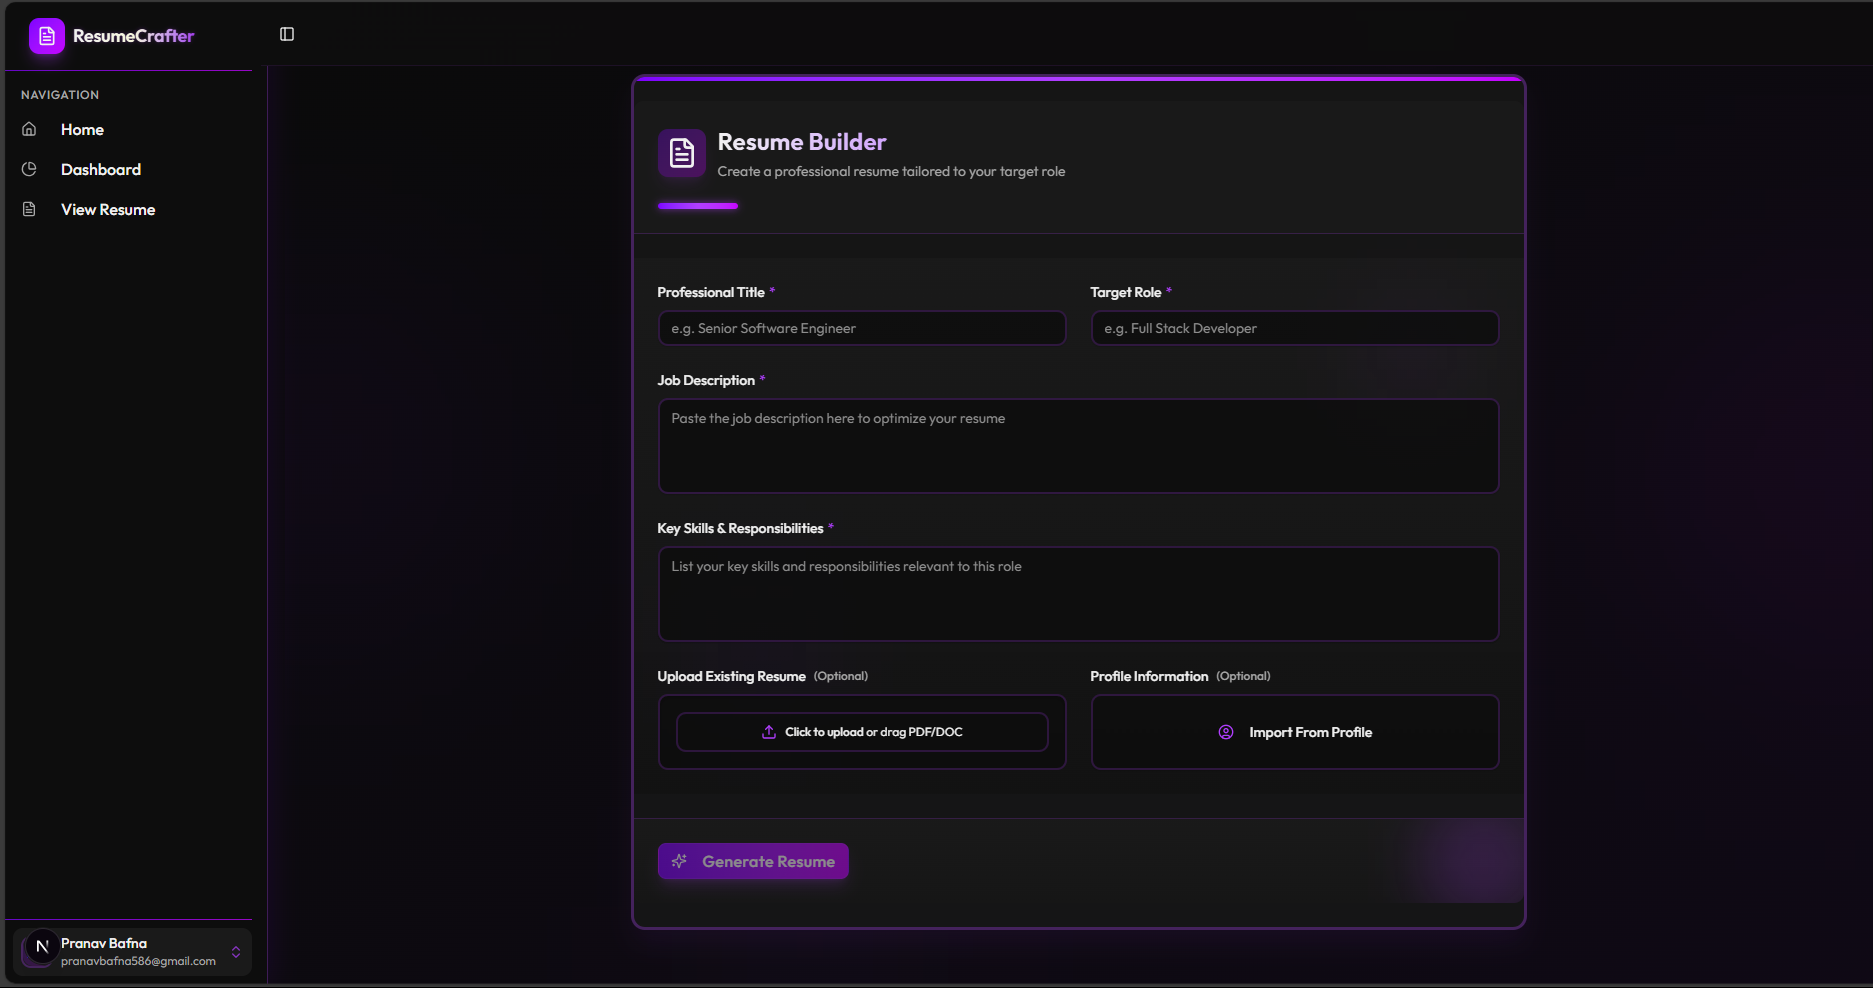 ResumeCrafter
NAVIGATION
Home
Dashboard
View Resume
Resume Builder
Create a professional resume tailored to your target role
Professional Title *
Target Role *
e.g. Senior Software Engineer
e.g. Full Stack Developer
Job Description *
Paste the job description here to optimize your resume
Key Skills & Responsibilities *
List your key skills and responsibilities relevant to this role
Upload Existing Resume (Optional)
Profile Information (Optional)
Click to upload or drag PDF/DOC
Import From Profile
Generate Resume
N
Pranav Bafna
pranavbafna586@gmail.com